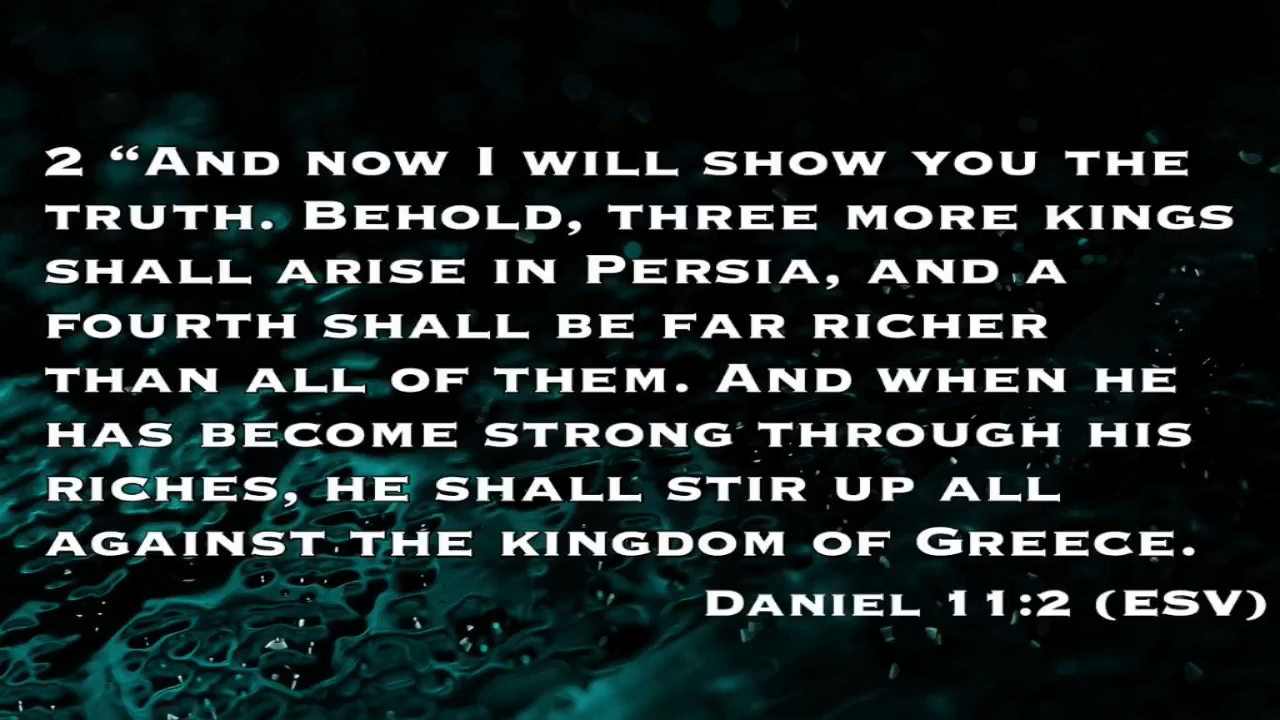 2 “And now I will show you the
truth. Behold, three more kings
shall arise in Persia, and a
fourth shall be far richer
than all of them. And when he
has become strong through his
riches, he shall stir up all
against the kingdom of Greece.
Daniel 11:2 (ESV)